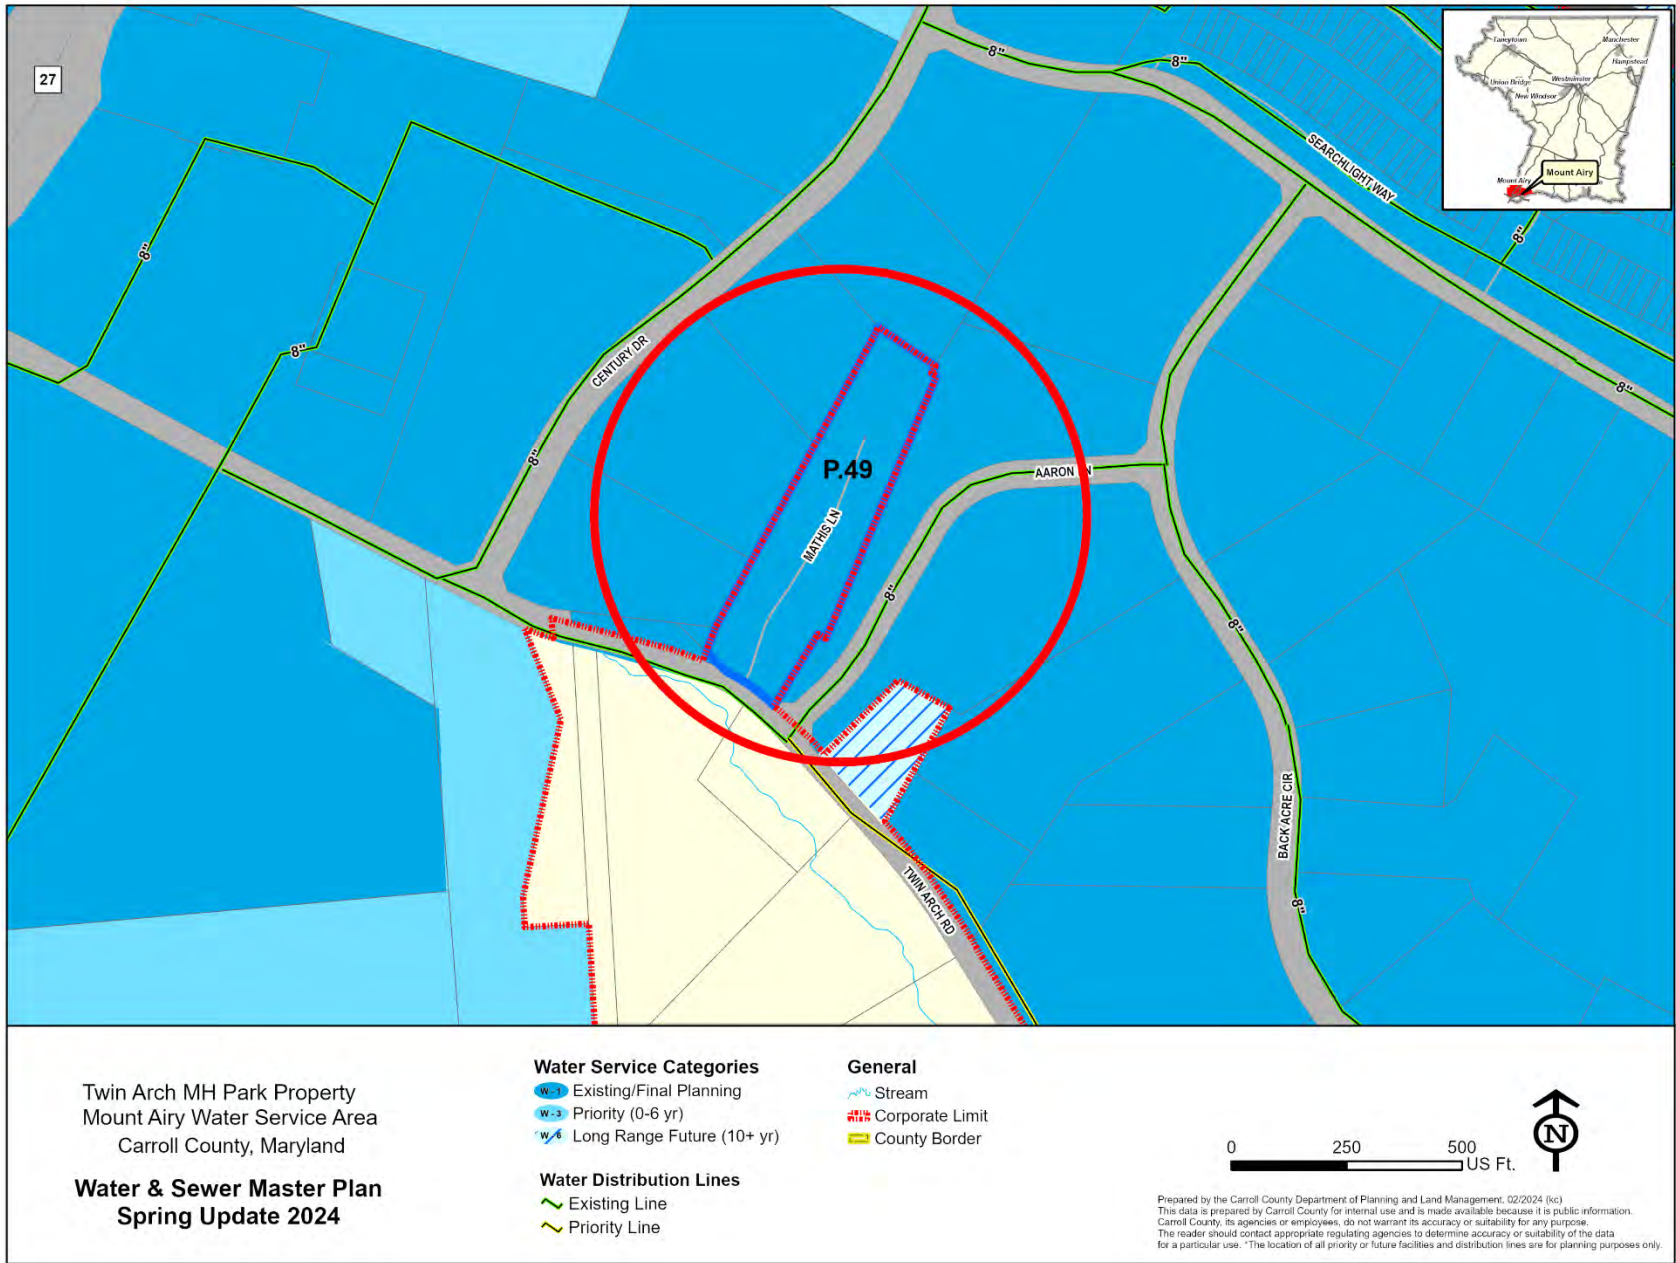 27
8"
8"
SEARCHLIGHT WAY
8"
8"
8"
CENTURY DR
8"
P.49
MATHIS LN
AARON LN
8"
8"
8"
BACK ACRE CIR
8"
TWIN ARCH RD
Taneytown
Manchester
Hampstead
Union Bridge
Westminster
New Windsor
Mount Airy
Mount Airy
Twin Arch MH Park Property
Mount Airy Water Service Area
Carroll County, Maryland
Water & Sewer Master Plan
Spring Update 2024
Water Service Categories
W - 1 Existing/Final Planning
W - 3 Priority (0-6 yr)
W - 6 Long Range Future (10+ yr)
Water Distribution Lines
Existing Line
Priority Line
General
Stream
Corporate Limit
County Border
0 250 500
US Ft.
N
Prepared by the Carroll County Department of Planning and Land Management, 02/2024 (kc)
This data is prepared by Carroll County for internal use and is made available because it is public information.
Carroll County, its agencies or employees, do not warrant its accuracy or suitability for any purpose.
The reader should contact appropriate regulating agencies to determine accuracy or suitability of the data
for a particular use. *The location of all priority or future facilities and distribution lines are for planning purposes only.